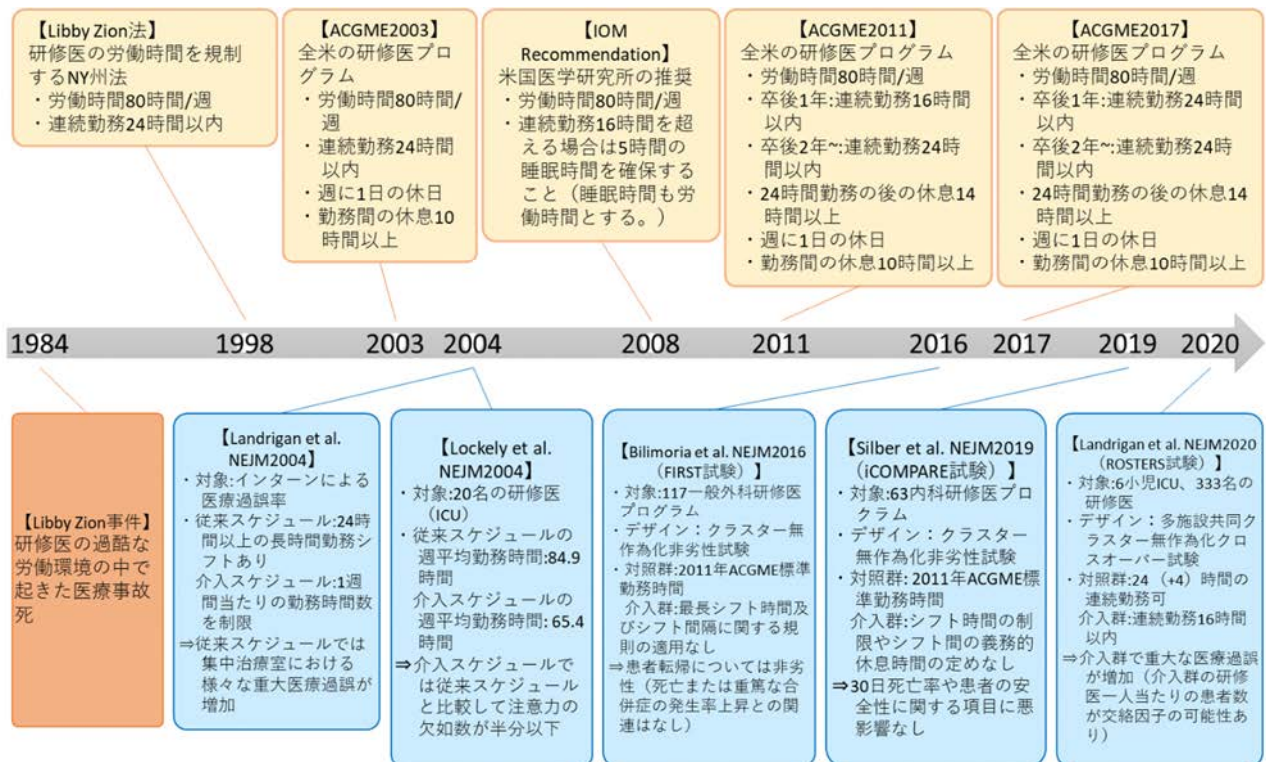 【Libby Zion法】
研修医の労働時間を規制
するNY州法
・労働時間80時間/週
・連続勤務24時間以内
【ACGME2003】
全米の研修医プロ
グラム
・労働時間80時間/
週
・連続勤務24時間
以内
・週に1日の休日
・勤務間の休息10
時間以上
【IOM
Recommendation】
米国医学研究所の推奨
・労働時間80時間/週
・連続勤務16時間を超
える場合は5時間の
睡眠時間を確保する
こと（睡眠時間も労
働時間とする。）
【ACGME2011】
全米の研修医プログラム
・労働時間80時間/週
・卒後1年:連続勤務16時間
以内
・卒後2年~:連続勤務24時
間以内
・24時間勤務の後の休息14
時間以上
・週に1日の休日
・勤務間の休息10時間以上
【ACGME2017】
全米の研修医プログラム
・労働時間80時間/週
・卒後1年:連続勤務24時間
以内
・卒後2年~:連続勤務24時
間以内
・24時間勤務の後の休息14
時間以上
・週に1日の休日
・勤務間の休息10時間以上
1984 1998 2003 2004 2008 2011 2016 2017 2019 2020
【Libby Zion事件】
研修医の過酷な
労働環境の中で
起きた医療事故
死
【Landrigan et al.
NEJM2004】
・対象:インターンによる
医療過誤率
・従来スケジュール:24時
間以上の長時間勤務
シフトあり
介入スケジュール:1週
間当たりの勤務時間数
を制限
⇒従来スケジュールでは
集中治療室における
様々な重大医療過誤が
増加
【Lockely et al.
NEJM2004】
・対象:20名の研修医
（ICU）
・従来スケジュールの
週平均勤務時間:84.9
時間
介入スケジュールの
週平均勤務時間: 65.4
時間
⇒介入スケジュールで
は従来スケジュール
と比較して注意力の
欠如数が半分以下
【Bilimoria et al. NEJM2016
（FIRST試験）】
・対象:117一般外科研修医
プログラム
・デザイン：クラスター無
作為化非劣性試験
・対照群:2011年ACGME標準
勤務時間
介入群:最長シフト時間及
びシフト間隔に関する規
則の適用なし
⇒患者転帰については非劣
性（死亡または重篤な合
併症の発生率上昇との関
連はなし）
【Silber et al. NEJM2019
（iCOMPARE試験）】
・対象:63内科研修医プロ
グラム
・デザイン：クラスター
無作為化非劣性試験
・対照群: 2011年ACGME標
準勤務時間
介入群:シフト時間の制
限やシフト間の義務的
休息時間の定めなし
⇒30日死亡率や患者の安
全性に関する項目に悪
影響なし
【Landrigan et al. NEJM2020
（ROSTERS試験）】
・対象:6小児ICU、333名の
研修医
・デザイン：多施設共同ク
ラスター無作為化クロ
スオーバー試験
・対照群:24（+4）時間の
連続勤務可
介入群:連続勤務16時間
以内
⇒介入群で重大な医療過誤
が増加（介入群の研修
医一人当たりの患者数
が交絡因子の可能性あ
り）